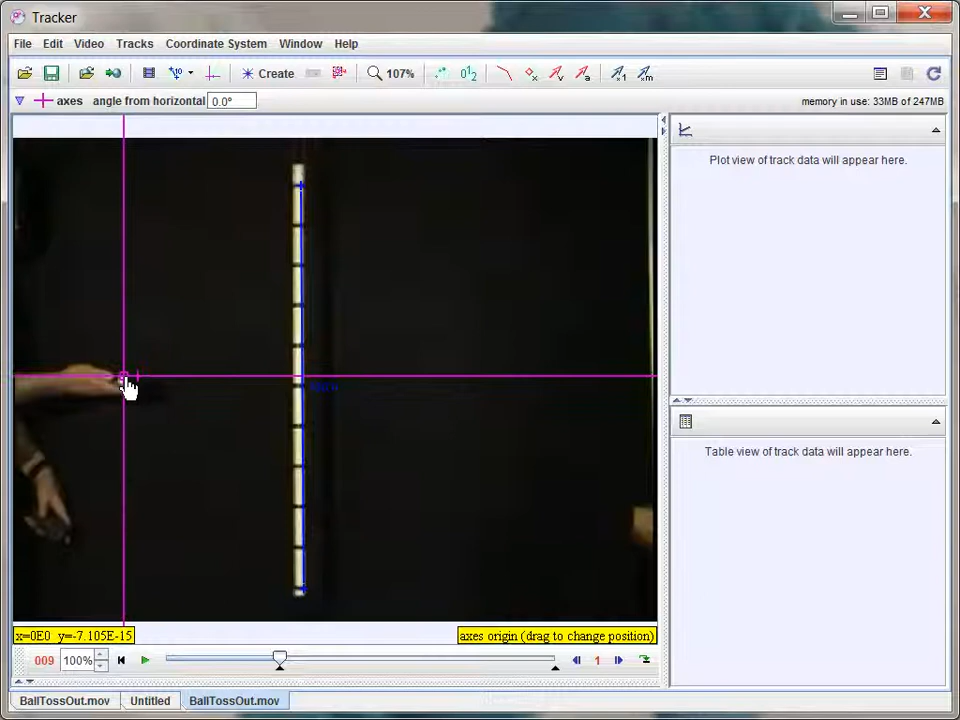 Tracker
File Edit Video Tracks Coordinate System Window Help
Create 107%
axes angle from horizontal 0.0° memory in use: 33MB of 247MB
Plot view of track data will appear here.
Table view of track data will appear here.
x=0E0 y=-7.105E-15 axes origin (drag to change position)
009 100% 1
BallTossOut.mov Untitled BallTossOut.mov